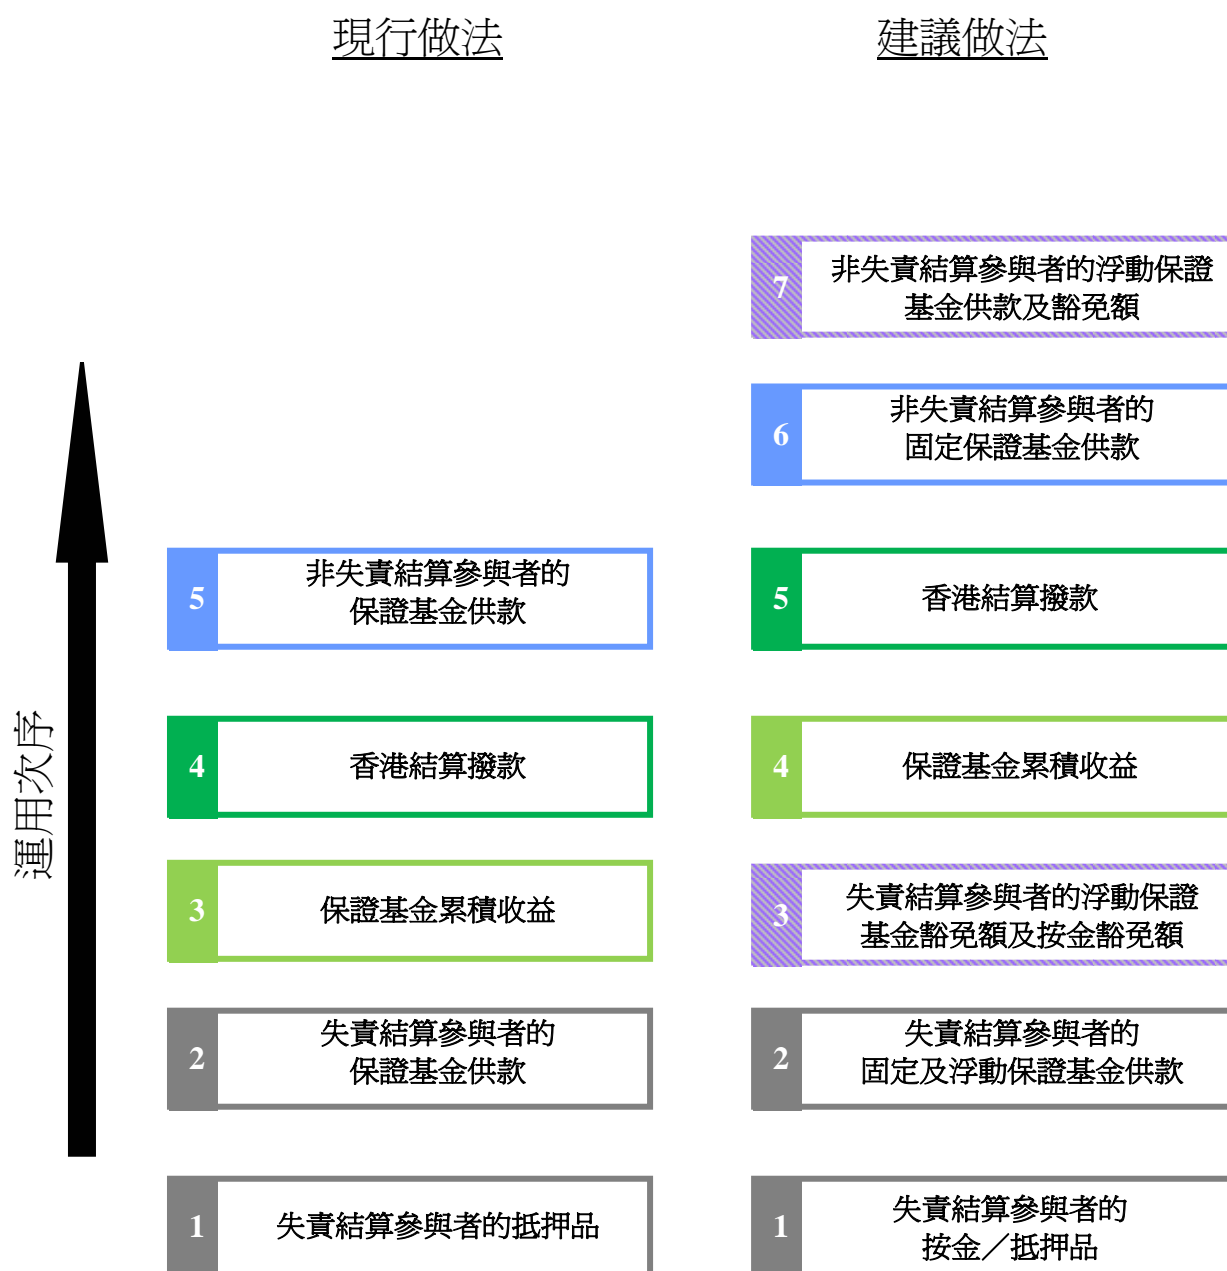 現行做法
建議做法
7
非失責結算參與者的浮動保證
基金供款及豁免額
6
非失責結算參與者的
固定保證基金供款
5
非失責結算參與者的
保證基金供款
5
香港結算撥款
4
香港結算撥款
4
保證基金累積收益
3
保證基金累積收益
3
失責結算參與者的浮動保證
基金豁免額及按金豁免額
2
失責結算參與者的
保證基金供款
2
失責結算參與者的
固定及浮動保證基金供款
1
失責結算參與者的抵押品
1
失責結算參與者的
按金／抵押品
運用次序